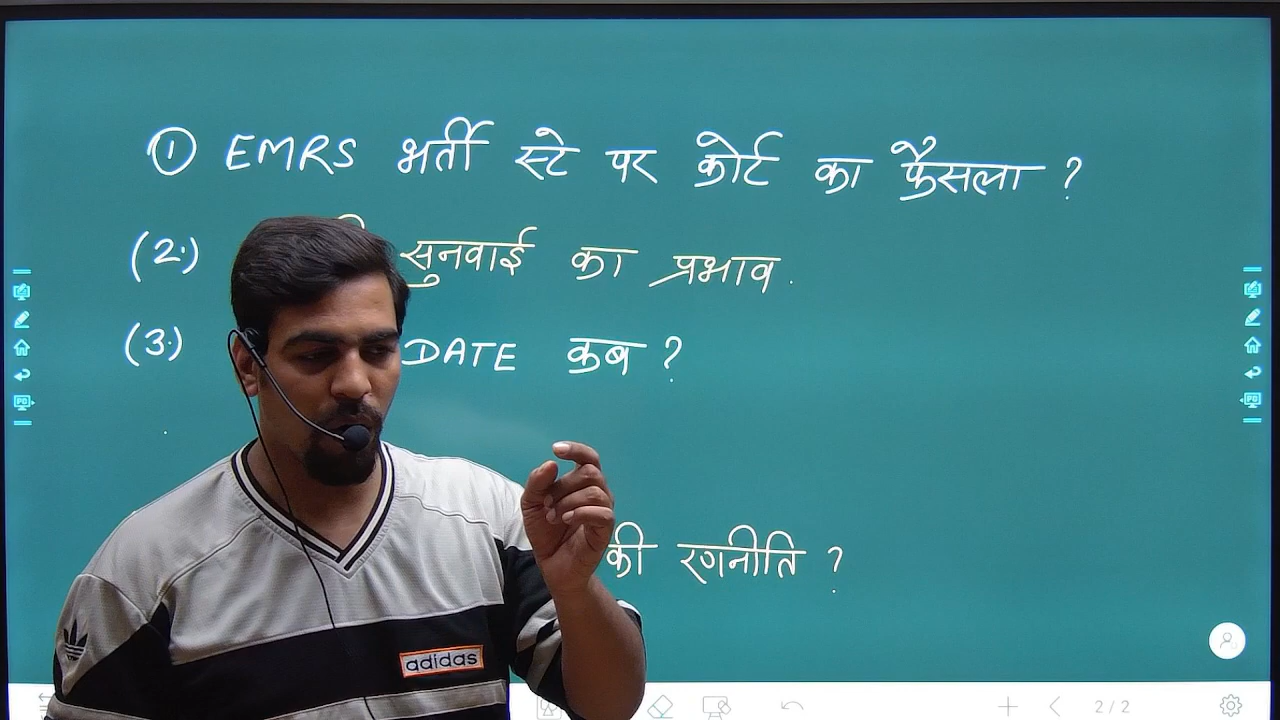 ① EMRS भर्ती स्टे पर कोर्ट का फैसला ?
(2.) सुनवाई का प्रभाव.
(3.) DATE कब ?
की रणनीति ?
adidas
2/2